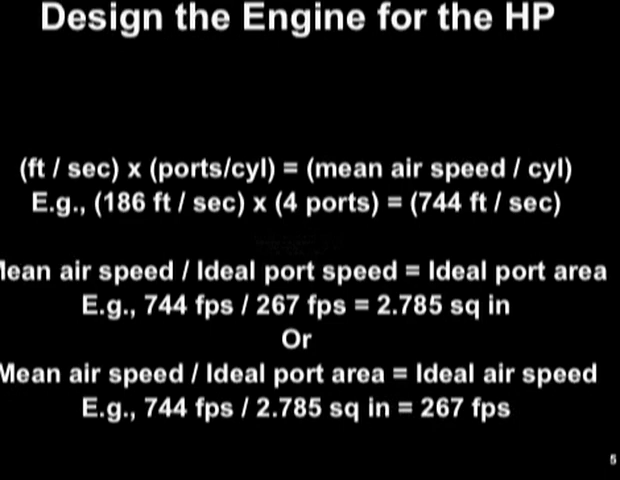 Design the Engine for the HP
(ft / sec) x (ports/cyl) = (mean air speed / cyl)
E.g., (186 ft / sec) x (4 ports) = (744 ft / sec)
Mean air speed / Ideal port speed = Ideal port area
E.g., 744 fps / 267 fps = 2.785 sq in
Or
Mean air speed / Ideal port area = Ideal air speed
E.g., 744 fps / 2.785 sq in = 267 fps
5